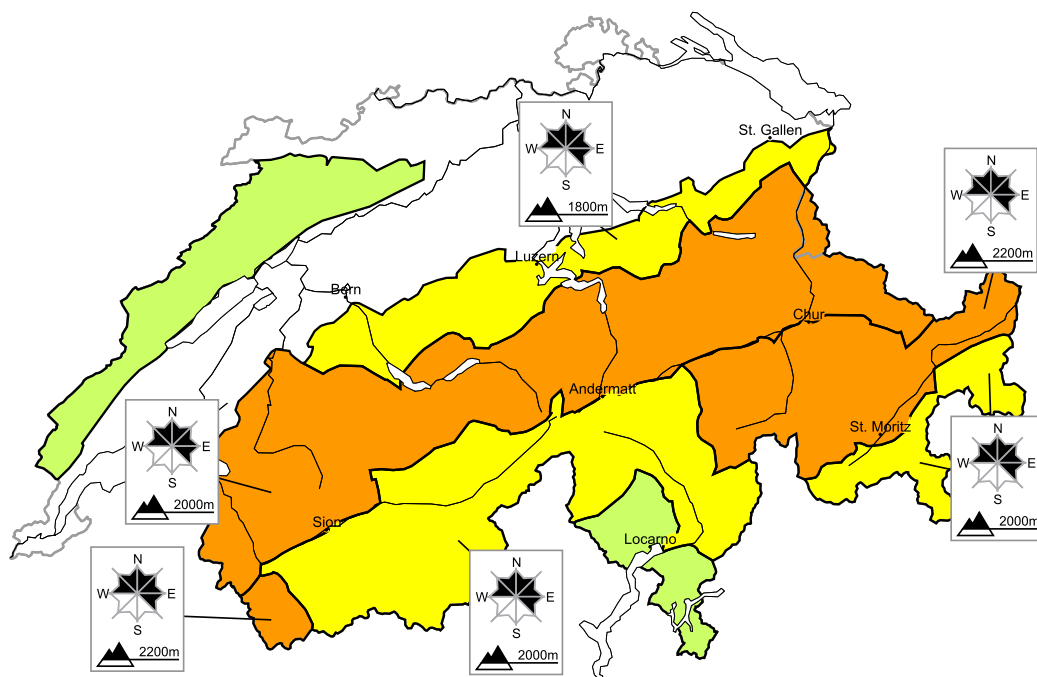 St. Gallen
N
W E
S
1800m
N
W E
S
2200m
Luzern
Bern
Chur
Andermatt
St. Moritz
N
W E
S
2000m
N
W E
S
2000m
Sion
Locarno
N
W E
S
2200m
N
W E
S
2000m